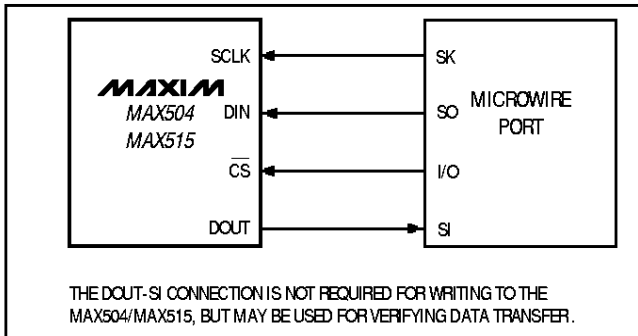 SCLK
SK
MAXIM
MAX504
MAX515
DIN
SO
MICROWIRE
PORT
CS
I/O
DOUT
SI
THE DOUT-SI CONNECTION IS NOT REQUIRED FOR WRITING TO THE
MAX504/MAX515, BUT MAY BE USED FOR VERIFYING DATA TRANSFER.